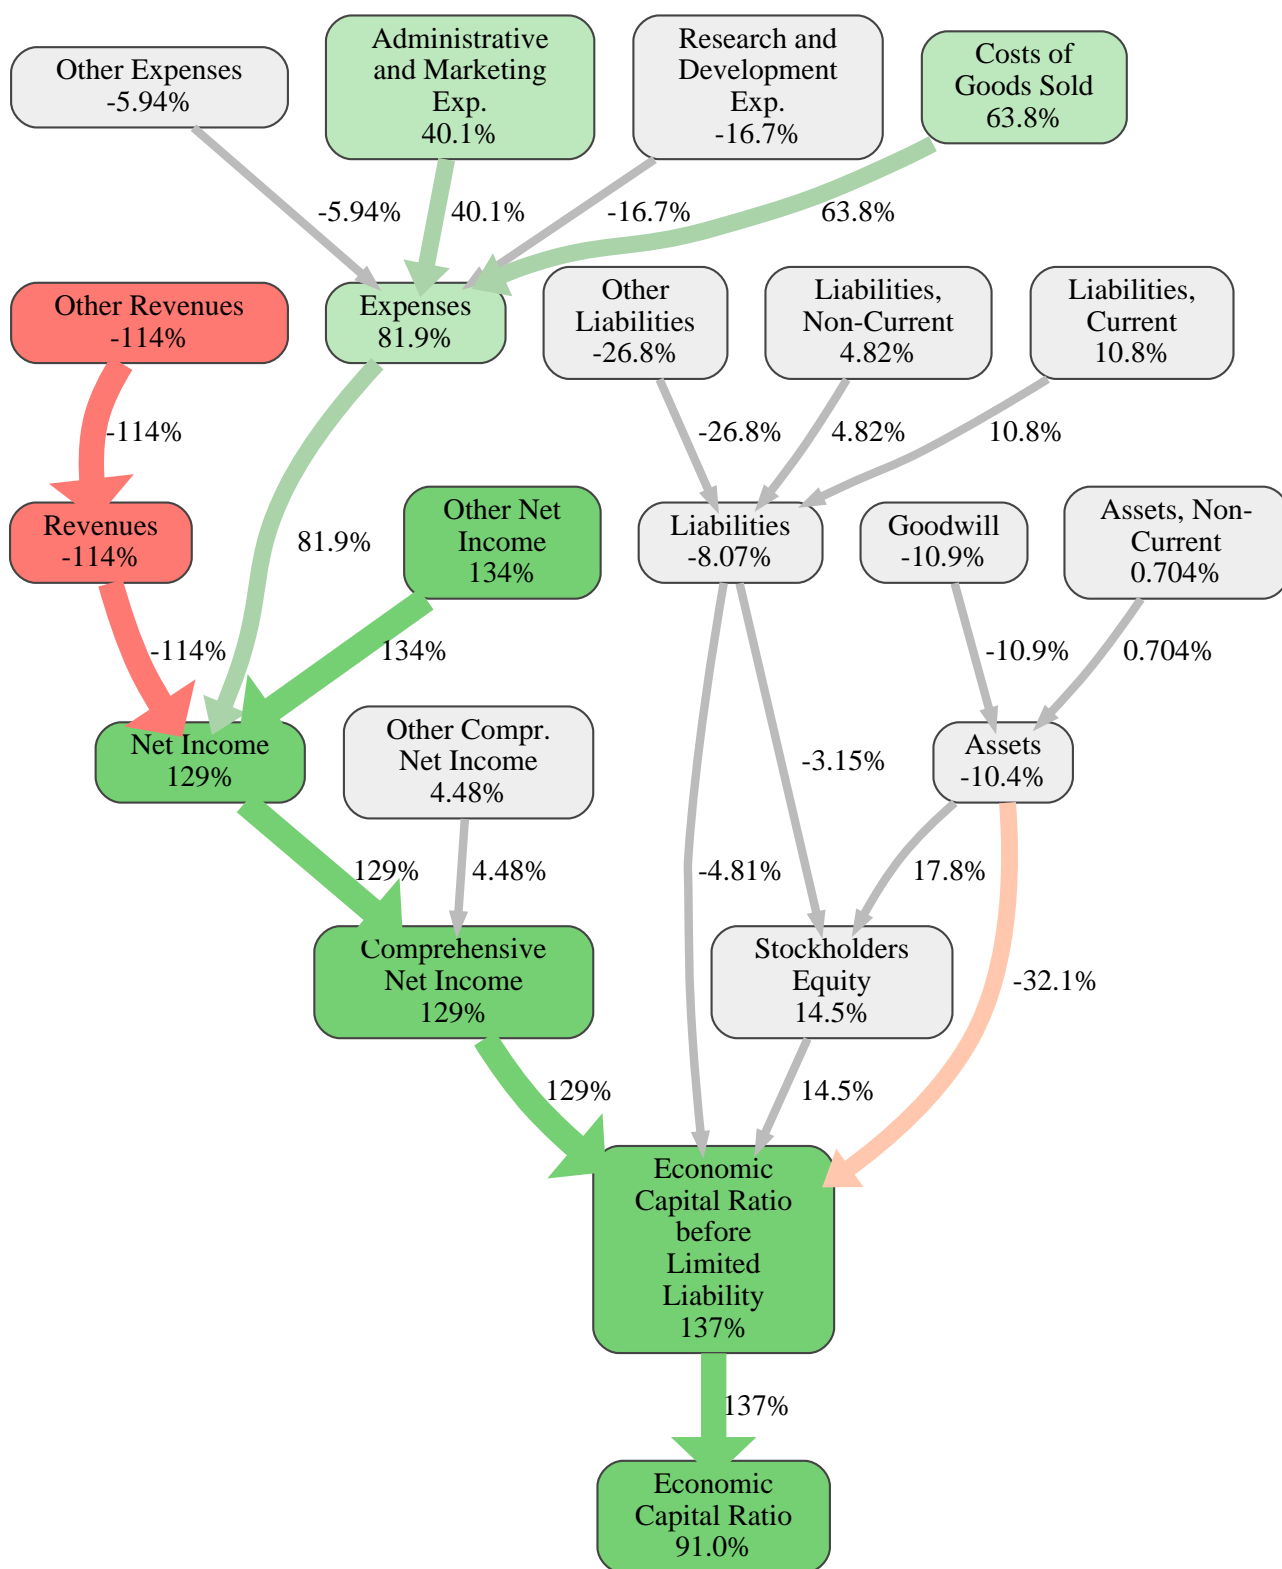 Other Expenses
-5.94%
Administrative
and Marketing
Exp.
40.1%
Research and
Development
Exp.
-16.7%
Costs of
Goods Sold
63.8%
-5.94%
40.1%
-16.7%
63.8%
Other Revenues
-114%
Expenses
81.9%
Other
Liabilities
-26.8%
Liabilities,
Non-Current
4.82%
Liabilities,
Current
10.8%
-114%
-26.8%
4.82%
10.8%
Revenues
-114%
81.9%
Other Net
Income
134%
Liabilities
-8.07%
Goodwill
-10.9%
Assets, Non-
Current
0.704%
-114%
134%
-10.9%
0.704%
Net Income
129%
Other Compr.
Net Income
4.48%
-3.15%
Assets
-10.4%
129%
4.48%
-4.81%
17.8%
Comprehensive
Net Income
129%
Stockholders
Equity
14.5%
-32.1%
129%
14.5%
Economic
Capital Ratio
before
Limited
Liability
137%
137%
Economic
Capital Ratio
91.0%